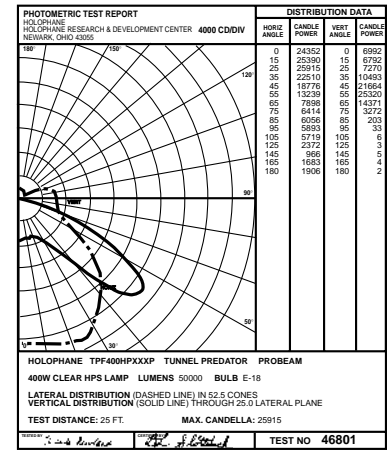 PHOTOMETRIC TEST REPORT
HOLOPHANE
HOLOPHANE RESEARCH & DEVELOPMENT CENTER 4000 CD/DIV
NEWARK, OHIO 43055
DISTRIBUTION DATA
HORIZ ANGLE CANDLE POWER VERT ANGLE CANDLE POWER
0 24352 0 6992
15 25390 15 6792
25 25915 25 7270
35 22510 35 10493
45 18776 45 21664
55 13239 55 25320
65 7898 65 14371
75 6414 75 3272
85 6056 85 203
95 5893 95 33
105 5719 105 6
125 2372 125 3
145 966 145 5
165 1683 165 4
180 1906 180 2
180°
150°
120°
90°
VERT
50°
30°
0°
HOLOPHANE TPF400HPXXXP TUNNEL PREDATOR PROBEAM
400W CLEAR HPS LAMP LUMENS 50000 BULB E-18
LATERAL DISTRIBUTION (DASHED LINE) IN 52.5 CONES
VERTICAL DISTRIBUTION (SOLID LINE) THROUGH 25.0 LATERAL PLANE
TEST DISTANCE: 25 FT. MAX. CANDELLA: 25915
TESTED BY
CERTIFIED BY
TEST NO 46801